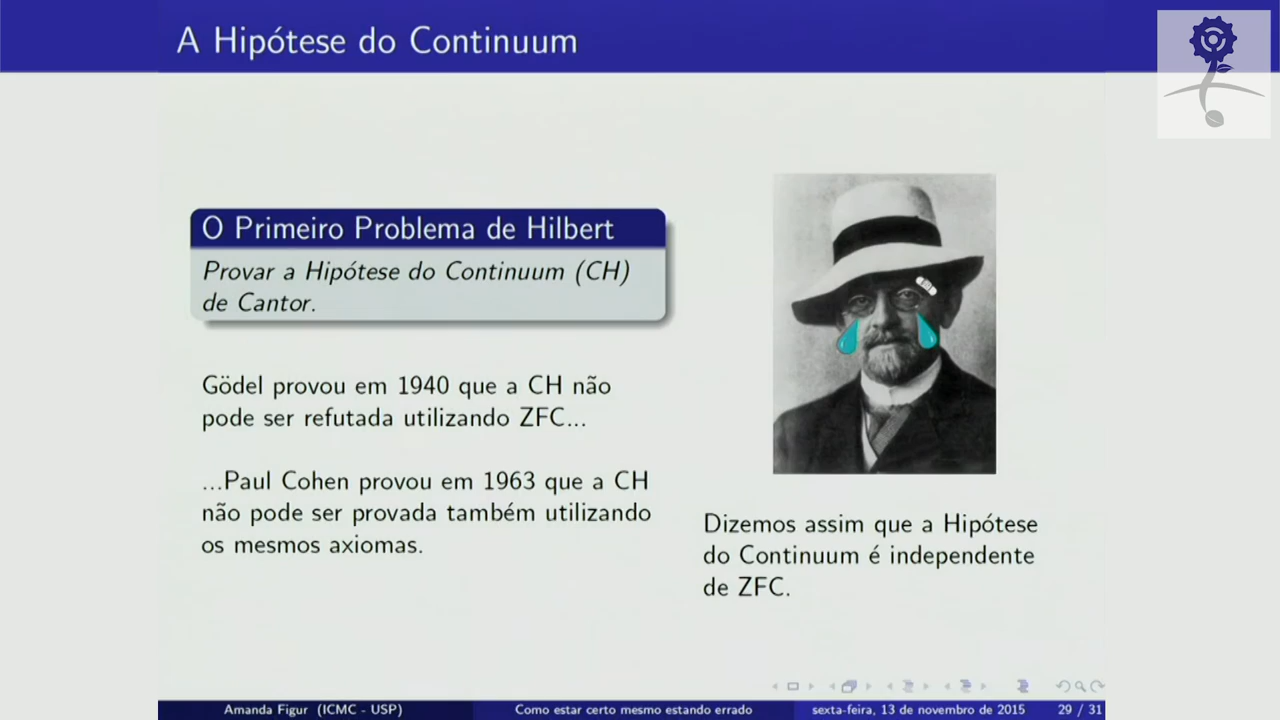 A Hipótese do Continuum
O Primeiro Problema de Hilbert
Provar a Hipótese do Continuum (CH)
de Cantor.
Gödel provou em 1940 que a CH não
pode ser refutada utilizando ZFC...
...Paul Cohen provou em 1963 que a CH
não pode ser provada também utilizando
os mesmos axiomas.
Dizemos assim que a Hipótese
do Continuum é independente
de ZFC.
Amanda Figur (ICMC - USP)
Como estar certo mesmo estando errado
sexta-feira, 13 de novembro de 2015
29 / 31